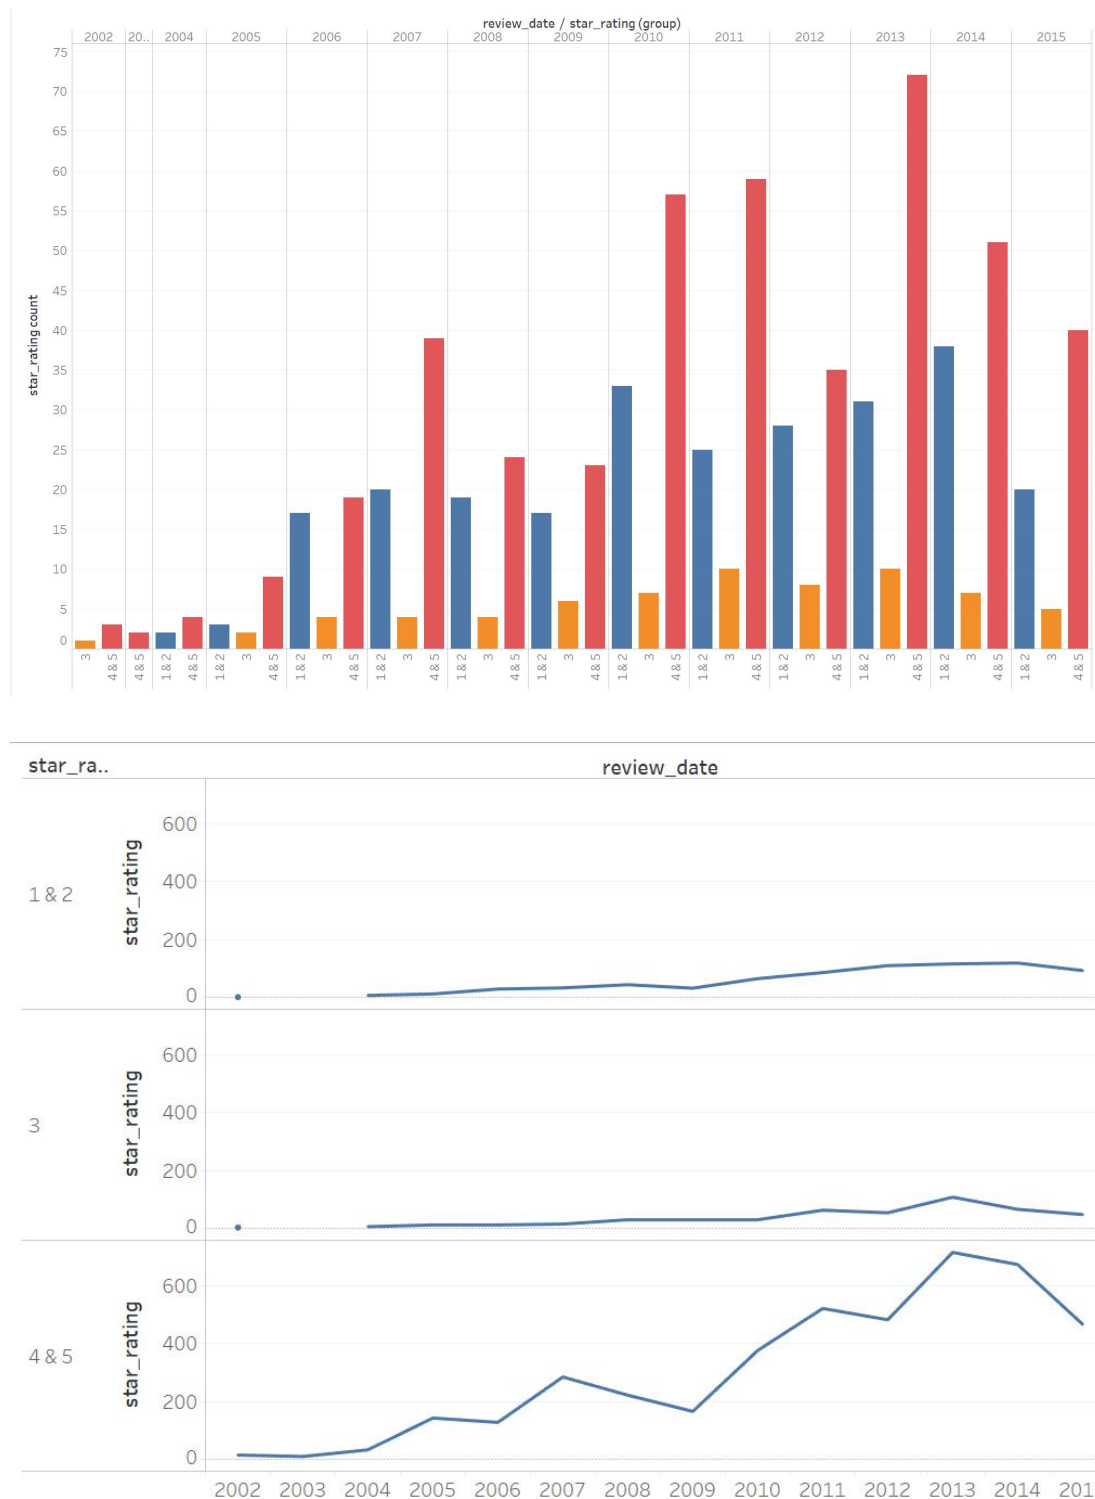 review_date / star_rating (group)
2002 20.. 2004 2005 2006 2007 2008 2009 2010 2011 2012 2013 2014 2015
75
70
65
60
55
50
45
40
35
30
25
20
15
10
5
0
star_rating count
3 4 & 5 4 & 5 1 & 2 4 & 5 1 & 2 3 4 & 5 1 & 2 3 4 & 5 1 & 2 3 4 & 5 1 & 2 3 4 & 5 1 & 2 3 4 & 5 1 & 2 3 4 & 5 1 & 2 3 4 & 5 1 & 2 3 4 & 5 1 & 2 3 4 & 5 1 & 2 3 4 & 5 1 & 2 3 4 & 5
star_ra.. review_date
1 & 2
star_rating
600
400
200
0
3
star_rating
600
400
200
0
4 & 5
star_rating
600
400
200
0
2002 2003 2004 2005 2006 2007 2008 2009 2010 2011 2012 2013 2014 201